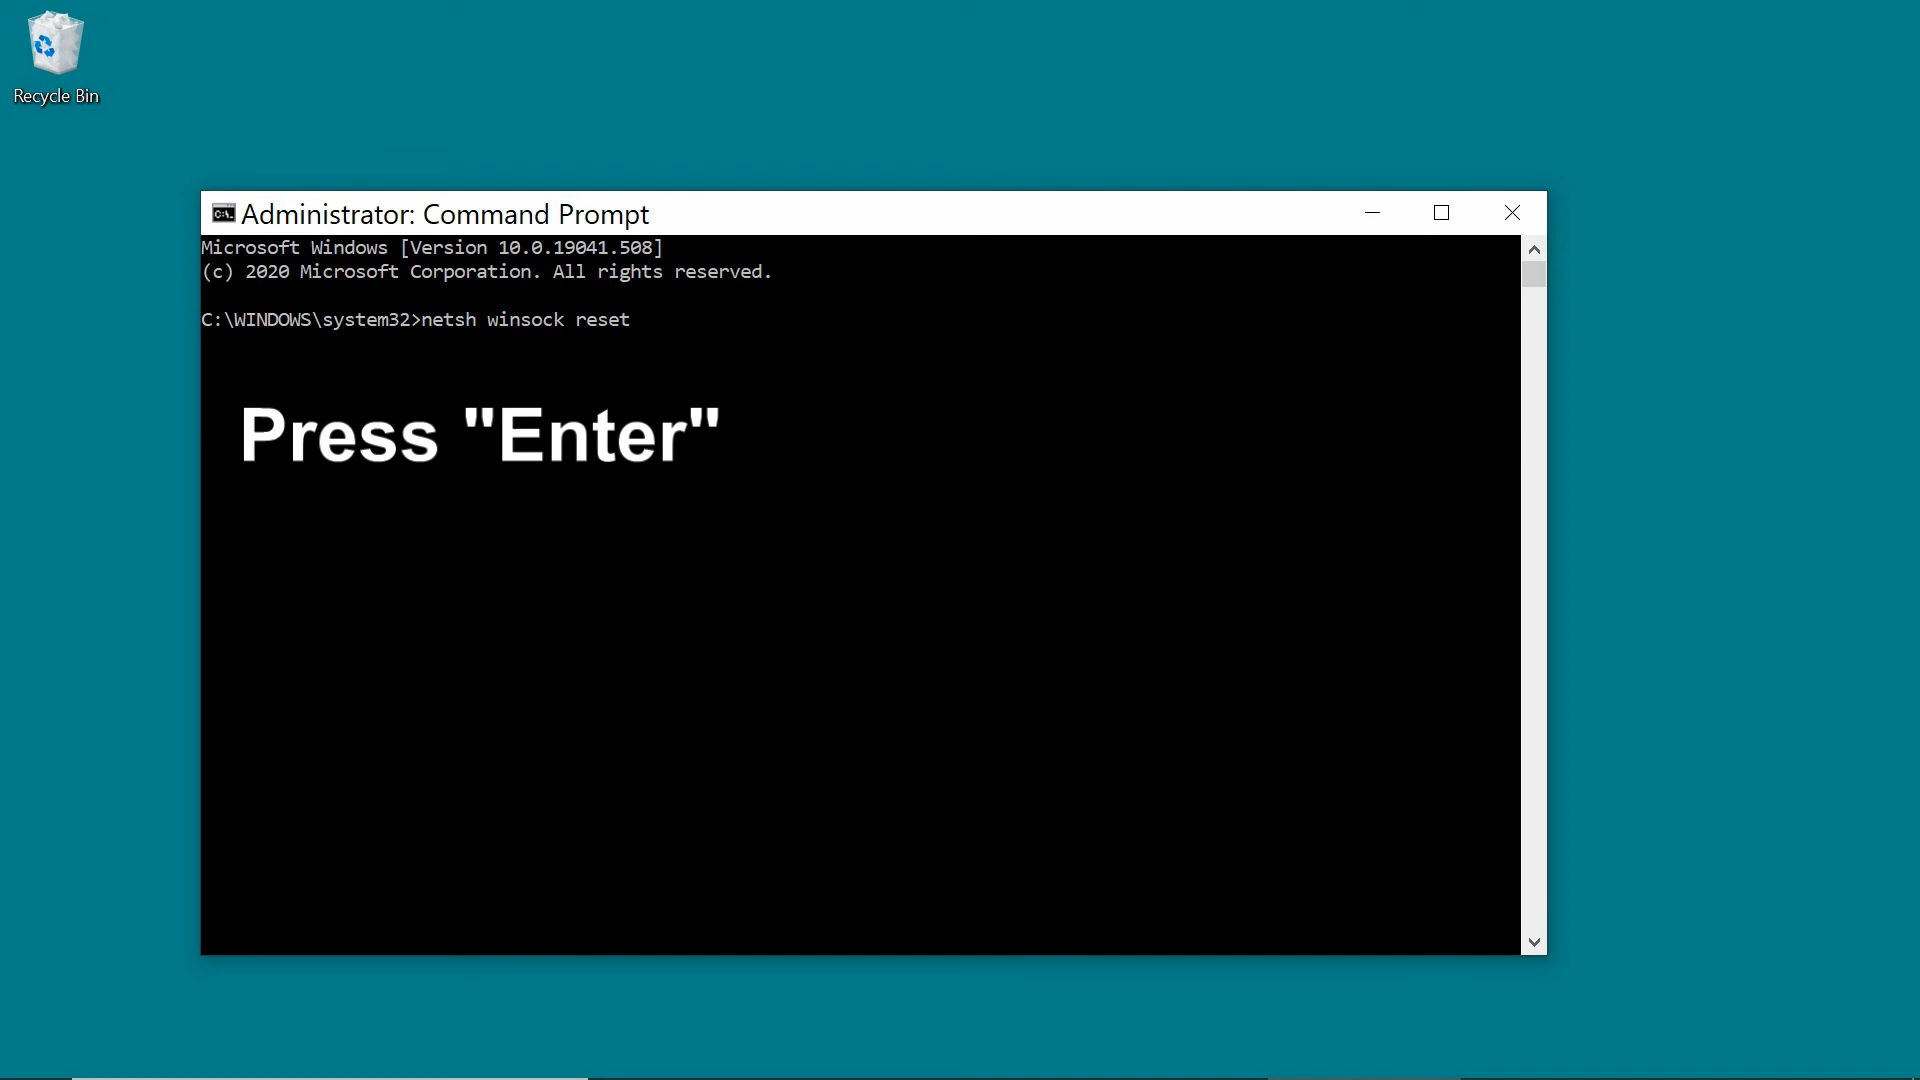 Recycle Bin
Administrator: Command Prompt
Microsoft Windows [Version 10.0.19041.508]
(c) 2020 Microsoft Corporation. All rights reserved.
C:\WINDOWS\system32>netsh winsock reset
Press "Enter"